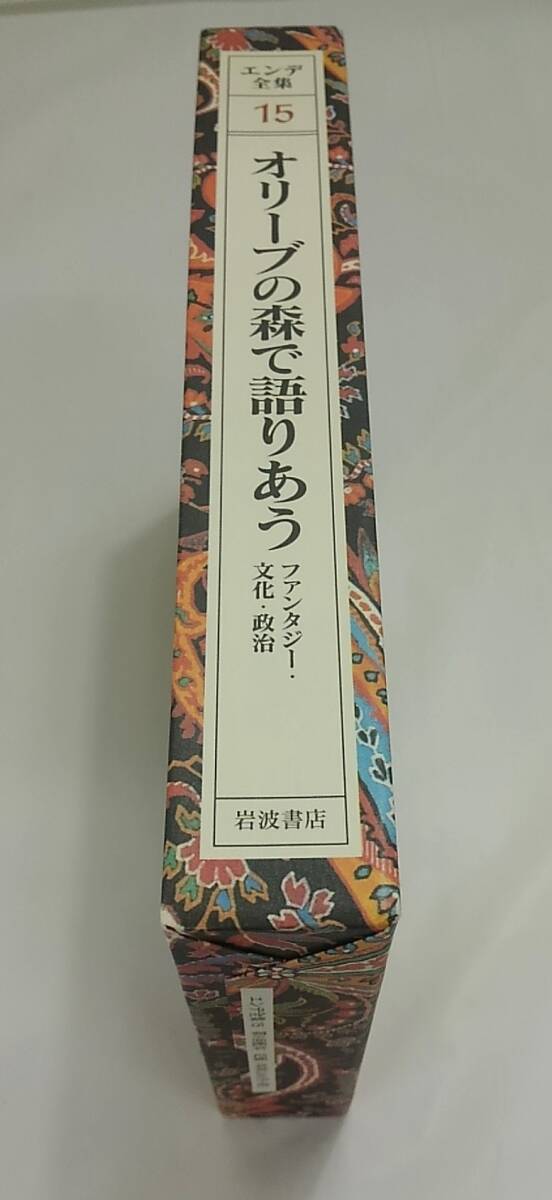 エンデ
全集
15
オリーブの森で語りあう
ファンタジー・
文化・政治
岩波書店